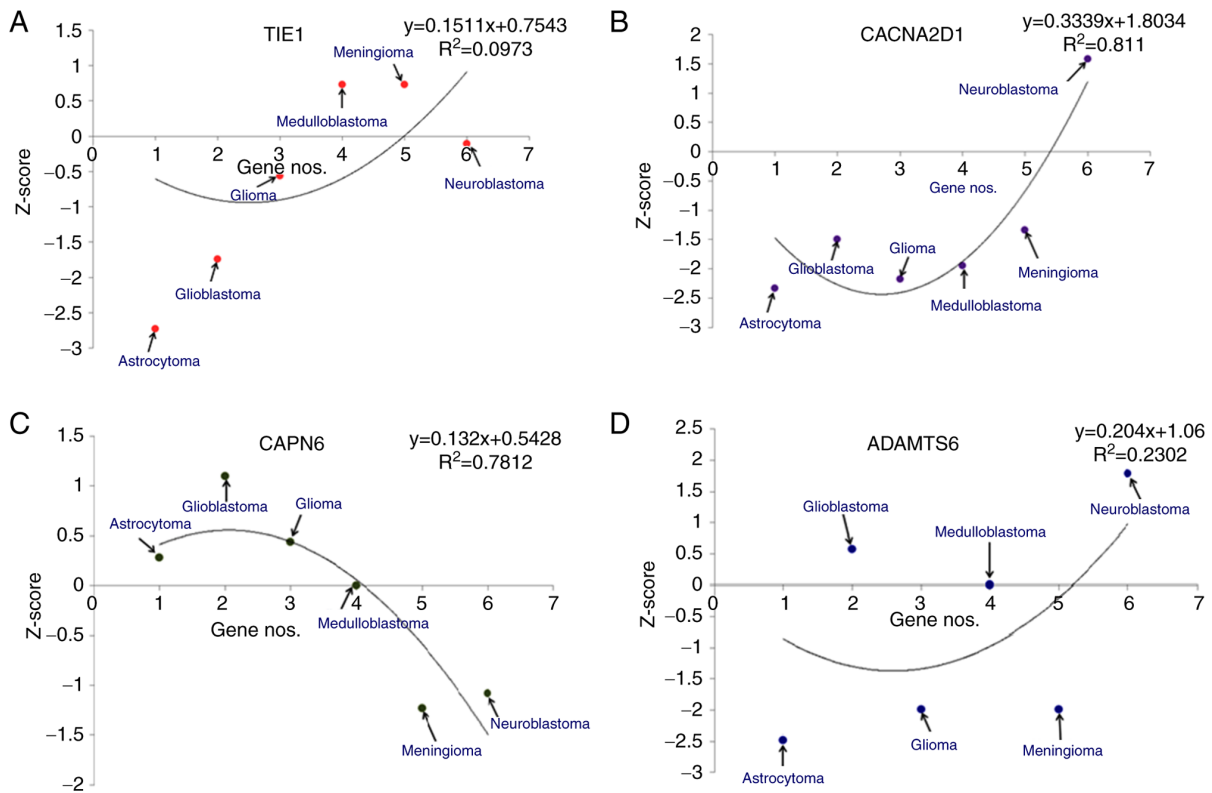 A
TIE1
y=0.1511x+0.7543
R²=0.0973
Z-score
1.5
1
0.5
0
−0.5
−1
−1.5
−2
−2.5
−3
0 1 2 3 4 5 6 7
Gene nos.
Meningioma
Medulloblastoma
Glioma
Neuroblastoma
Glioblastoma
Astrocytoma
B
CACNA2D1
y=0.3339x+1.8034
R²=0.811
Z-score
2
1.5
1
0.5
0
−0.5
−1
−1.5
−2
−2.5
−3
0 1 2 3 4 5 6 7
Gene nos.
Neuroblastoma
Glioma
Glioblastoma
Meningioma
Medulloblastoma
Astrocytoma
C
CAPN6
y=0.132x+0.5428
R²=0.7812
Z-score
1.5
1
0.5
0
−0.5
−1
−1.5
−2
0 1 2 3 4 5 6 7
Gene nos.
Glioblastoma
Glioma
Astrocytoma
Medulloblastoma
Neuroblastoma
Meningioma
D
ADAMTS6
y=0.204x+1.06
R²=0.2302
Z-score
2.5
2
1.5
1
0.5
0
−0.5
−1
−1.5
−2
−2.5
−3
0 1 2 3 4 5 6 7
Gene nos.
Glioblastoma
Neuroblastoma
Medulloblastoma
Glioma
Meningioma
Astrocytoma